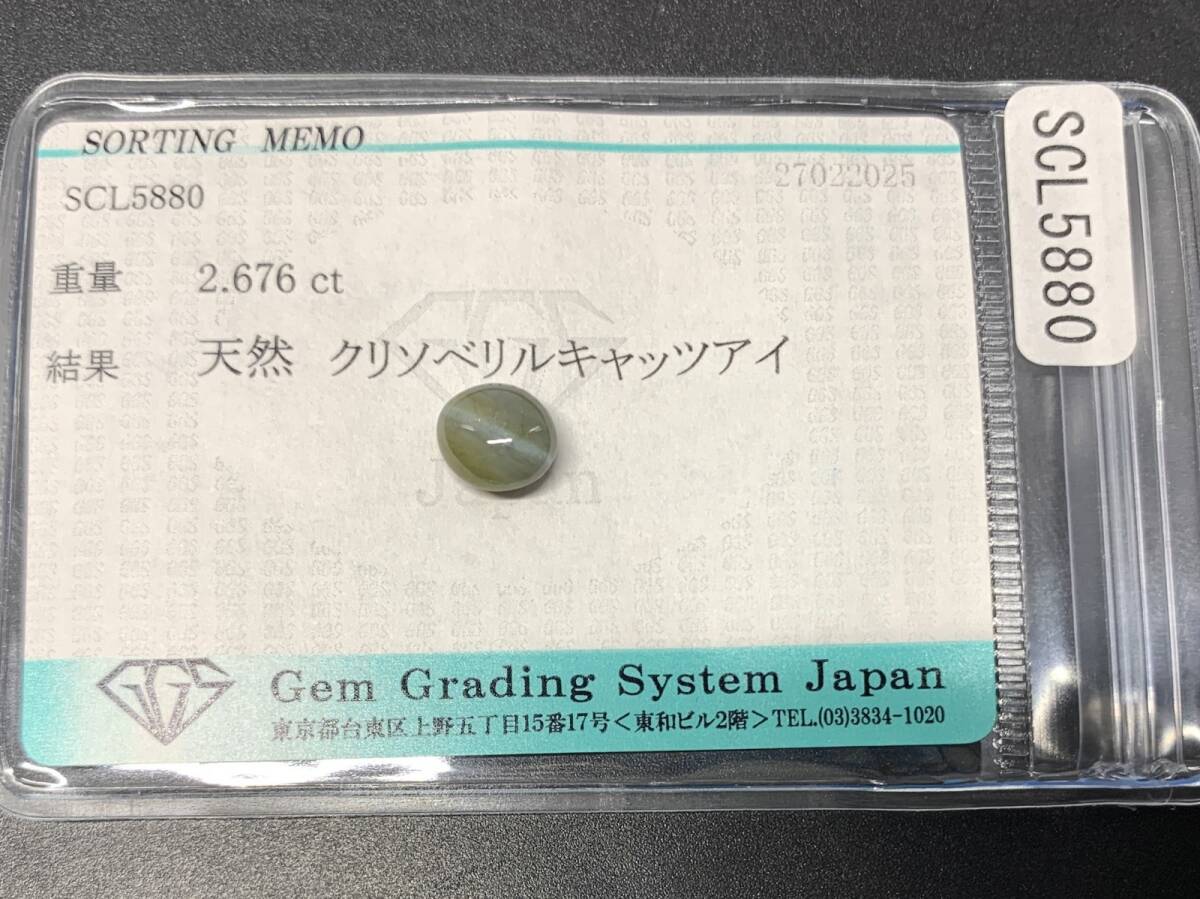 SORTING MEMO
27022025
SCL5880
重量 2.676 ct
結果 天然 クリソベリルキャッツアイ
Japan
GGS
Gem Grading System Japan
東京都台東区上野五丁目15番17号<東和ビル2階>TEL.(03)3834-1020
SCL5880